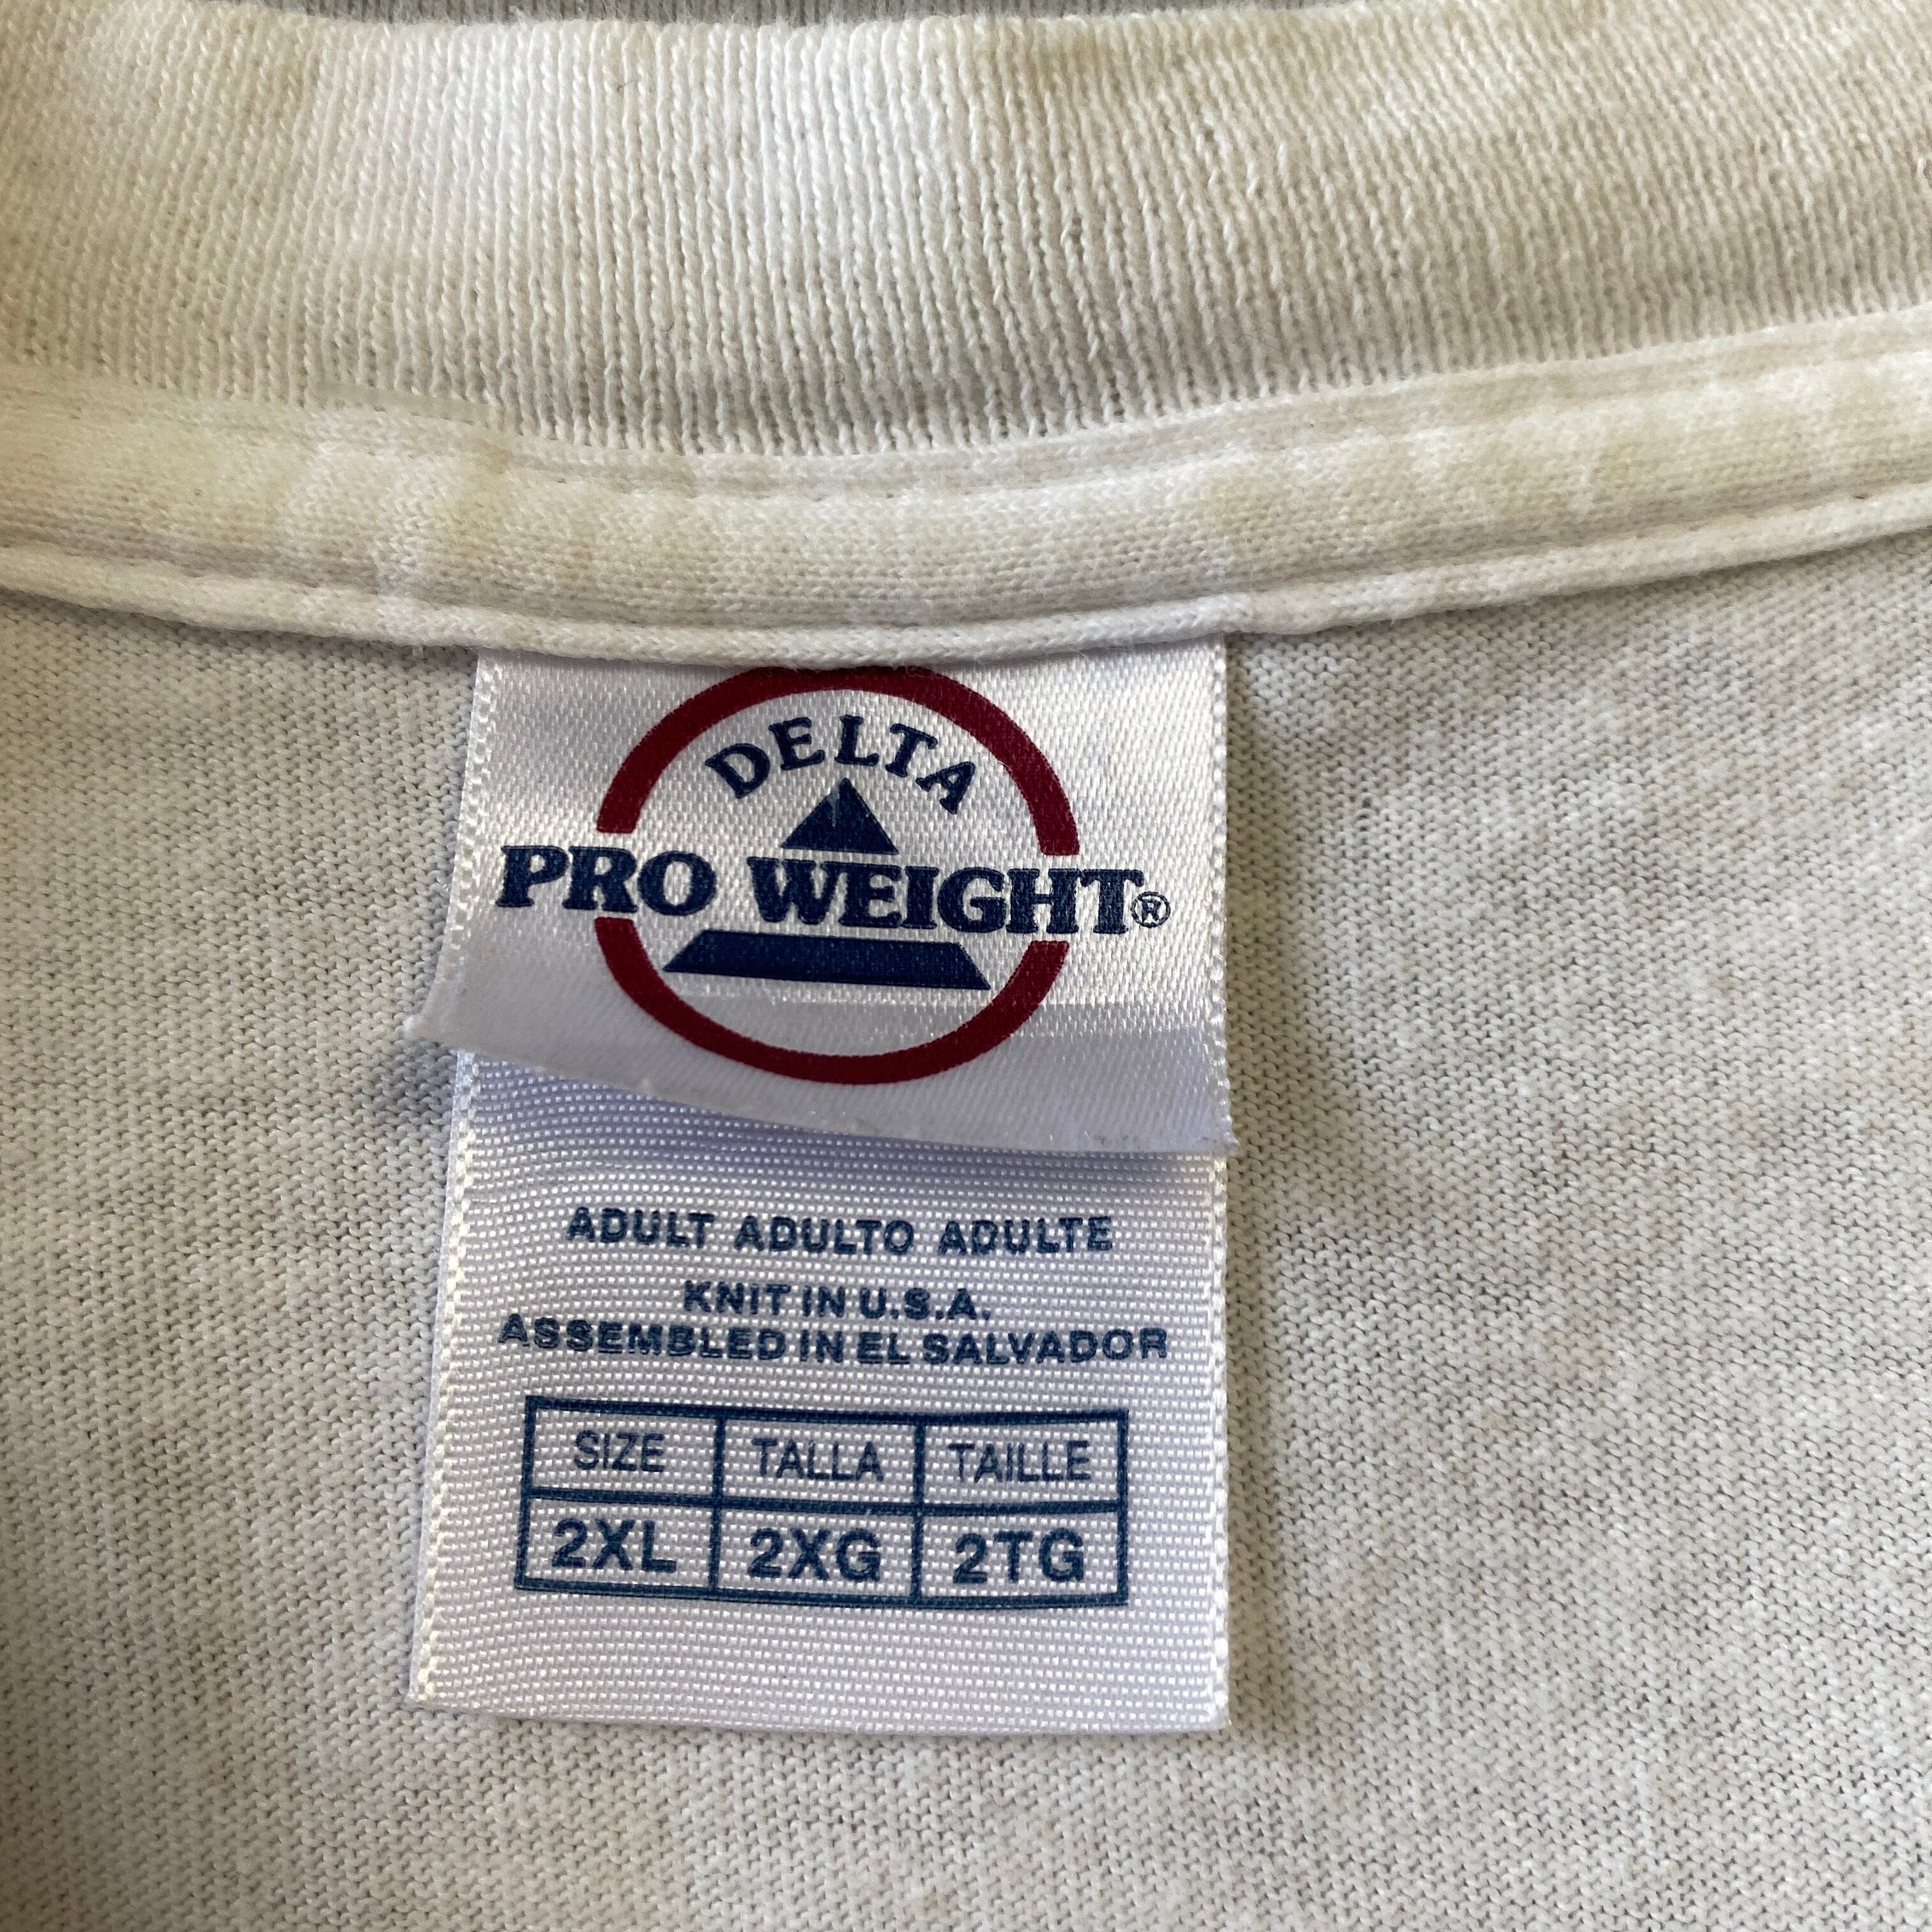 DELTA
PRO WEIGHT®
ADULT ADULTO ADULTE
KNIT IN U.S.A.
ASSEMBLED IN EL SALVADOR
SIZE TALLA TAILLE
2XL 2XG 2TG